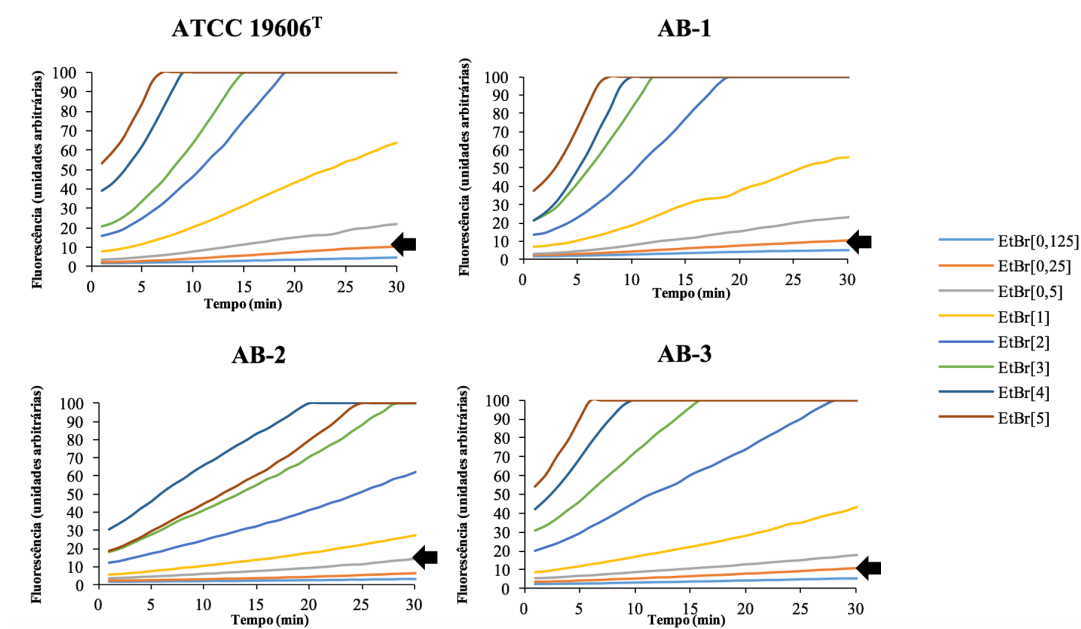 ATCC 19606ᵀ
Fluorescência (unidades arbitrárias)
100
90
80
70
60
50
40
30
20
10
0
0 5 10 15 20 25 30
Tempo (min)
AB-1
Fluorescência (unidades arbitrárias)
100
90
80
70
60
50
40
30
20
10
0
0 5 10 15 20 25 30
Tempo (min)
AB-2
Fluorescência (unidades arbitrárias)
100
90
80
70
60
50
40
30
20
10
0
0 5 10 15 20 25 30
Tempo (min)
AB-3
Fluorescência (unidades arbitrárias)
100
90
80
70
60
50
40
30
20
10
0
0 5 10 15 20 25 30
Tempo (min)
EtBr[0,125]
EtBr[0,25]
EtBr[0,5]
EtBr[1]
EtBr[2]
EtBr[3]
EtBr[4]
EtBr[5]